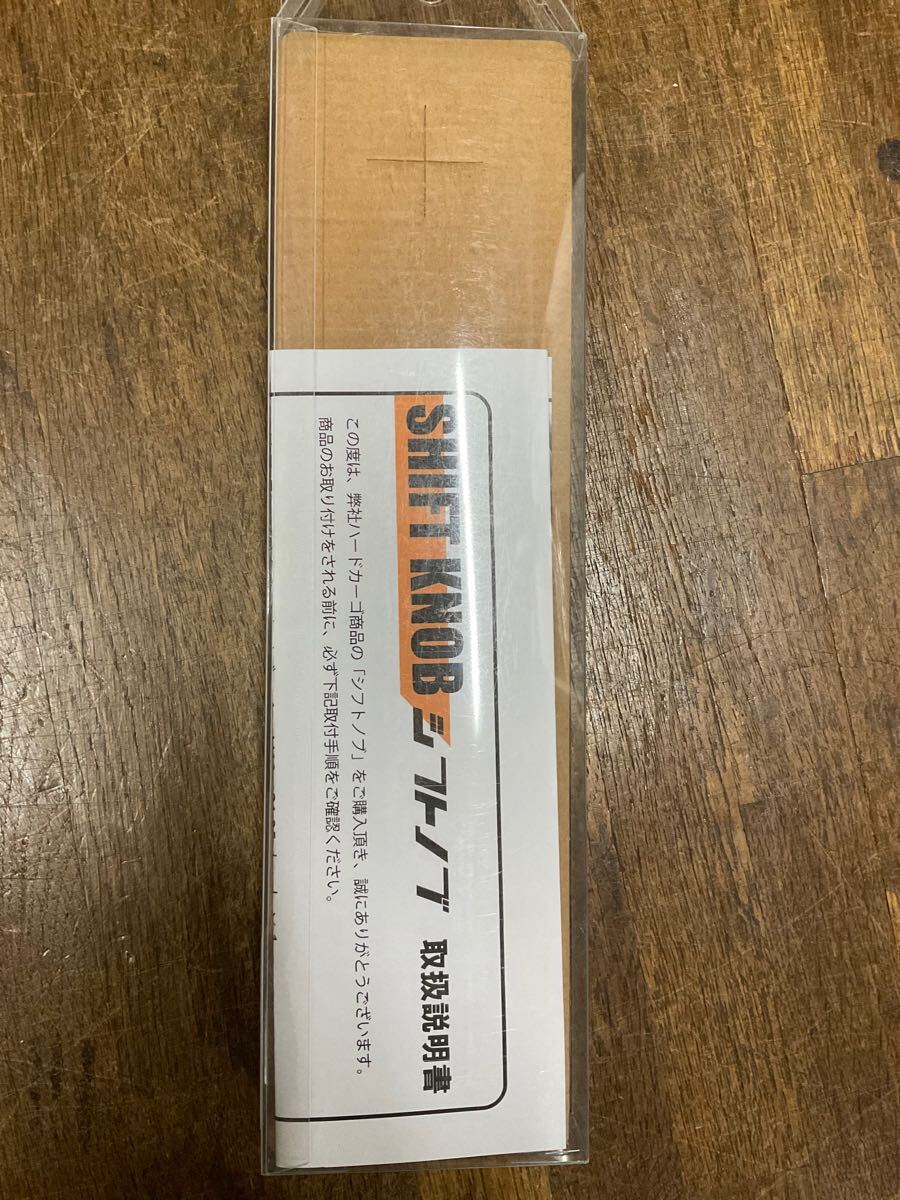 SHIFT KNOB シフトノブ 取扱説明書
この度は、弊社ハードカーゴ商品の「シフトノブ」をご購入頂き、誠にありがとうございます。
商品のお取り付けをされる前に、必ず下記取付手順をご確認ください。